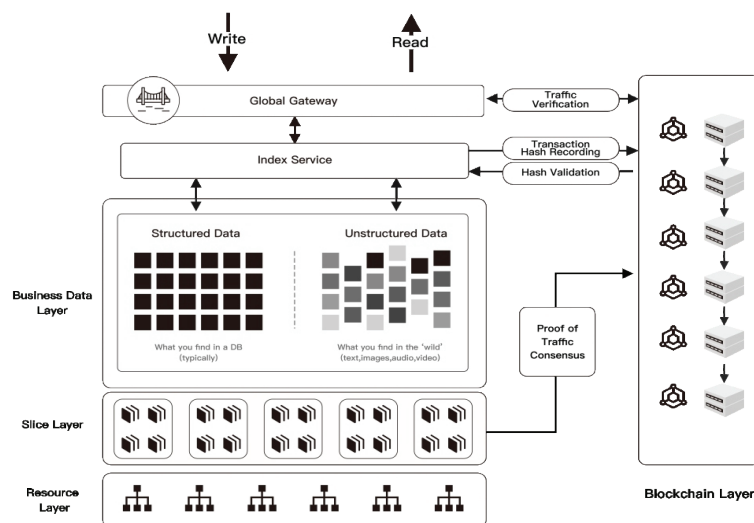 Write
Read
Global Gateway
Traffic
Verification
Index Service
Transaction
Hash Recording
Hash Validation
Structured Data
Unstructured Data
Business Data
Layer
What you find in a DB
(typically)
What you find in the 'wild'
(text,images,audio,video)
Proof of
Traffic
Consensus
Slice Layer
Resource
Layer
Blockchain Layer